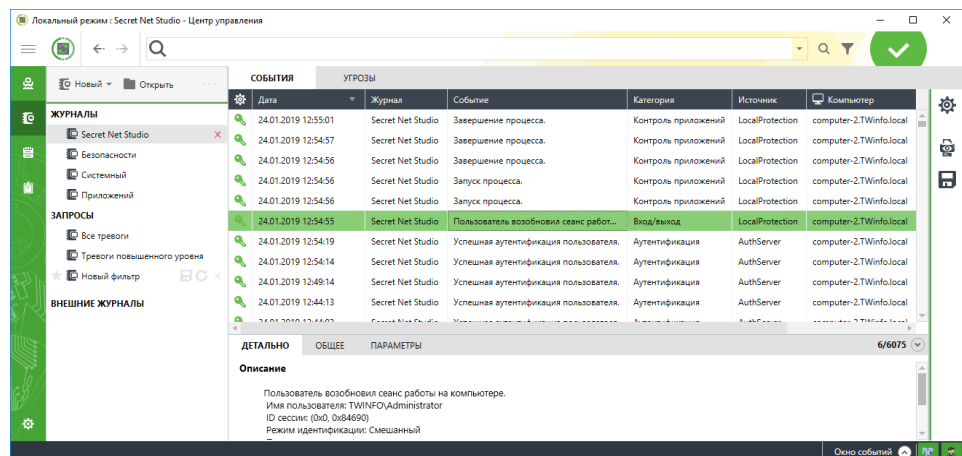 Локальный режим : Secret Net Studio - Центр управления
Новый Открыть
СОБЫТИЯ УГРОЗЫ
ЖУРНАЛЫ
Secret Net Studio
Безопасности
Системный
Приложений
ЗАПРОСЫ
Все тревоги
Тревоги повышенного уровня
Новый фильтр
ВНЕШНИЕ ЖУРНАЛЫ
Дата Журнал Событие Категория Источник Компьютер
24.01.2019 12:55:01 Secret Net Studio Завершение процесса. Контроль приложений LocalProtection computer-2.TWinfo.local
24.01.2019 12:54:57 Secret Net Studio Завершение процесса. Контроль приложений LocalProtection computer-2.TWinfo.local
24.01.2019 12:54:56 Secret Net Studio Завершение процесса. Контроль приложений LocalProtection computer-2.TWinfo.local
24.01.2019 12:54:56 Secret Net Studio Запуск процесса. Контроль приложений LocalProtection computer-2.TWinfo.local
24.01.2019 12:54:56 Secret Net Studio Запуск процесса. Контроль приложений LocalProtection computer-2.TWinfo.local
24.01.2019 12:54:55 Secret Net Studio Пользователь возобновил сеанс работ... Вход/выход LocalProtection computer-2.TWinfo.local
24.01.2019 12:54:19 Secret Net Studio Успешная аутентификация пользователя. Аутентификация AuthServer computer-2.TWinfo.local
24.01.2019 12:54:14 Secret Net Studio Успешная аутентификация пользователя. Аутентификация AuthServer computer-2.TWinfo.local
24.01.2019 12:49:14 Secret Net Studio Успешная аутентификация пользователя. Аутентификация AuthServer computer-2.TWinfo.local
24.01.2019 12:44:13 Secret Net Studio Успешная аутентификация пользователя. Аутентификация AuthServer computer-2.TWinfo.local
ДЕТАЛЬНО ОБЩЕЕ ПАРАМЕТРЫ 6/6075
Описание
Пользователь возобновил сеанс работы на компьютере.
Имя пользователя: TWINFO\Administrator
ID сессии: (0x0, 0x84690)
Режим идентификации: Смешанный
Окно событий